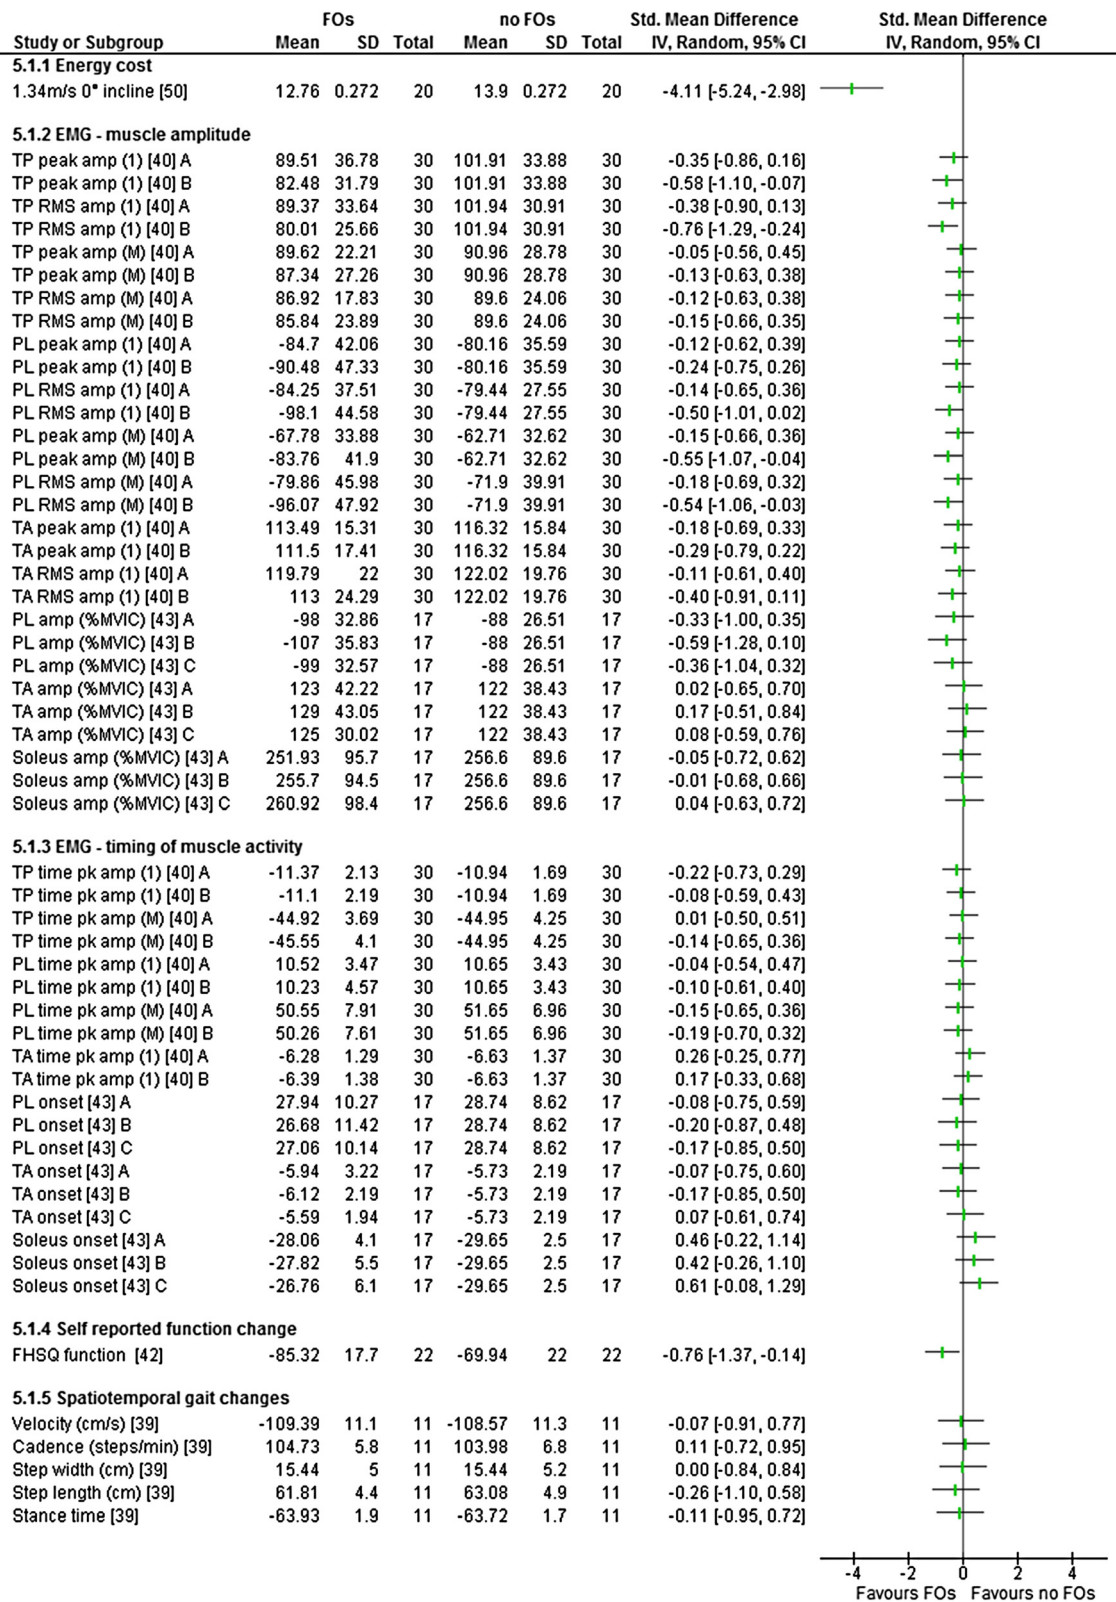 FOs no FOs Std. Mean Difference Std. Mean Difference
Study or Subgroup Mean SD Total Mean SD Total IV, Random, 95% CI IV, Random, 95% CI
5.1.1 Energy cost
1.34m/s 0° incline [50] 12.76 0.272 20 13.9 0.272 20 -4.11 [-5.24, -2.98]
5.1.2 EMG - muscle amplitude
TP peak amp (1) [40] A 89.51 36.78 30 101.91 33.88 30 -0.35 [-0.86, 0.16]
TP peak amp (1) [40] B 82.48 31.79 30 101.91 33.88 30 -0.58 [-1.10, -0.07]
TP RMS amp (1) [40] A 89.37 33.64 30 101.94 30.91 30 -0.38 [-0.90, 0.13]
TP RMS amp (1) [40] B 80.01 25.66 30 101.94 30.91 30 -0.76 [-1.29, -0.24]
TP peak amp (M) [40] A 89.62 22.21 30 90.96 28.78 30 -0.05 [-0.56, 0.45]
TP peak amp (M) [40] B 87.34 27.26 30 90.96 28.78 30 -0.13 [-0.63, 0.38]
TP RMS amp (M) [40] A 86.92 17.83 30 89.6 24.06 30 -0.12 [-0.63, 0.38]
TP RMS amp (M) [40] B 85.84 23.89 30 89.6 24.06 30 -0.15 [-0.66, 0.35]
PL peak amp (1) [40] A -84.7 42.06 30 -80.16 35.59 30 -0.12 [-0.62, 0.39]
PL peak amp (1) [40] B -90.48 47.33 30 -80.16 35.59 30 -0.24 [-0.75, 0.26]
PL RMS amp (1) [40] A -84.25 37.51 30 -79.44 27.55 30 -0.14 [-0.65, 0.36]
PL RMS amp (1) [40] B -98.1 44.58 30 -79.44 27.55 30 -0.50 [-1.01, 0.02]
PL peak amp (M) [40] A -67.78 33.88 30 -62.71 32.62 30 -0.15 [-0.66, 0.36]
PL peak amp (M) [40] B -83.76 41.9 30 -62.71 32.62 30 -0.55 [-1.07, -0.04]
PL RMS amp (M) [40] A -79.86 45.98 30 -71.9 39.91 30 -0.18 [-0.69, 0.32]
PL RMS amp (M) [40] B -96.07 47.92 30 -71.9 39.91 30 -0.54 [-1.06, -0.03]
TA peak amp (1) [40] A 113.49 15.31 30 116.32 15.84 30 -0.18 [-0.69, 0.33]
TA peak amp (1) [40] B 111.5 17.41 30 116.32 15.84 30 -0.29 [-0.79, 0.22]
TA RMS amp (1) [40] A 119.79 22 30 122.02 19.76 30 -0.11 [-0.61, 0.40]
TA RMS amp (1) [40] B 113 24.29 30 122.02 19.76 30 -0.40 [-0.91, 0.11]
PL amp (%MVIC) [43] A -98 32.86 17 -88 26.51 17 -0.33 [-1.00, 0.35]
PL amp (%MVIC) [43] B -107 35.83 17 -88 26.51 17 -0.59 [-1.28, 0.10]
PL amp (%MVIC) [43] C -99 32.57 17 -88 26.51 17 -0.36 [-1.04, 0.32]
TA amp (%MVIC) [43] A 123 42.22 17 122 38.43 17 0.02 [-0.65, 0.70]
TA amp (%MVIC) [43] B 129 43.05 17 122 38.43 17 0.17 [-0.51, 0.84]
TA amp (%MVIC) [43] C 125 30.02 17 122 38.43 17 0.08 [-0.59, 0.76]
Soleus amp (%MVIC) [43] A 251.93 95.7 17 256.6 89.6 17 -0.05 [-0.72, 0.62]
Soleus amp (%MVIC) [43] B 255.7 94.5 17 256.6 89.6 17 -0.01 [-0.68, 0.66]
Soleus amp (%MVIC) [43] C 260.92 98.4 17 256.6 89.6 17 0.04 [-0.63, 0.72]
5.1.3 EMG - timing of muscle activity
TP time pk amp (1) [40] A -11.37 2.13 30 -10.94 1.69 30 -0.22 [-0.73, 0.29]
TP time pk amp (1) [40] B -11.1 2.19 30 -10.94 1.69 30 -0.08 [-0.59, 0.43]
TP time pk amp (M) [40] A -44.92 3.69 30 -44.95 4.25 30 0.01 [-0.50, 0.51]
TP time pk amp (M) [40] B -45.55 4.1 30 -44.95 4.25 30 -0.14 [-0.65, 0.36]
PL time pk amp (1) [40] A 10.52 3.47 30 10.65 3.43 30 -0.04 [-0.54, 0.47]
PL time pk amp (1) [40] B 10.23 4.57 30 10.65 3.43 30 -0.10 [-0.61, 0.40]
PL time pk amp (M) [40] A 50.55 7.91 30 51.65 6.96 30 -0.15 [-0.65, 0.36]
PL time pk amp (M) [40] B 50.26 7.61 30 51.65 6.96 30 -0.19 [-0.70, 0.32]
TA time pk amp (1) [40] A -6.28 1.29 30 -6.63 1.37 30 0.26 [-0.25, 0.77]
TA time pk amp (1) [40] B -6.39 1.38 30 -6.63 1.37 30 0.17 [-0.33, 0.68]
PL onset [43] A 27.94 10.27 17 28.74 8.62 17 -0.08 [-0.75, 0.59]
PL onset [43] B 26.68 11.42 17 28.74 8.62 17 -0.20 [-0.87, 0.48]
PL onset [43] C 27.06 10.14 17 28.74 8.62 17 -0.17 [-0.85, 0.50]
TA onset [43] A -5.94 3.22 17 -5.73 2.19 17 -0.07 [-0.75, 0.60]
TA onset [43] B -6.12 2.19 17 -5.73 2.19 17 -0.17 [-0.85, 0.50]
TA onset [43] C -5.59 1.94 17 -5.73 2.19 17 0.07 [-0.61, 0.74]
Soleus onset [43] A -28.06 4.1 17 -29.65 2.5 17 0.46 [-0.22, 1.14]
Soleus onset [43] B -27.82 5.5 17 -29.65 2.5 17 0.42 [-0.26, 1.10]
Soleus onset [43] C -26.76 6.1 17 -29.65 2.5 17 0.61 [-0.08, 1.29]
5.1.4 Self reported function change
FHSQ function [42] -85.32 17.7 22 -69.94 22 22 -0.76 [-1.37, -0.14]
5.1.5 Spatiotemporal gait changes
Velocity (cm/s) [39] -109.39 11.1 11 -108.57 11.3 11 -0.07 [-0.91, 0.77]
Cadence (steps/min) [39] 104.73 5.8 11 103.98 6.8 11 0.11 [-0.72, 0.95]
Step width (cm) [39] 15.44 5 11 15.44 5.2 11 0.00 [-0.84, 0.84]
Step length (cm) [39] 61.81 4.4 11 63.08 4.9 11 -0.26 [-1.10, 0.58]
Stance time [39] -63.93 1.9 11 -63.72 1.7 11 -0.11 [-0.95, 0.72]
-4 -2 0 2 4
Favours FOs Favours no FOs